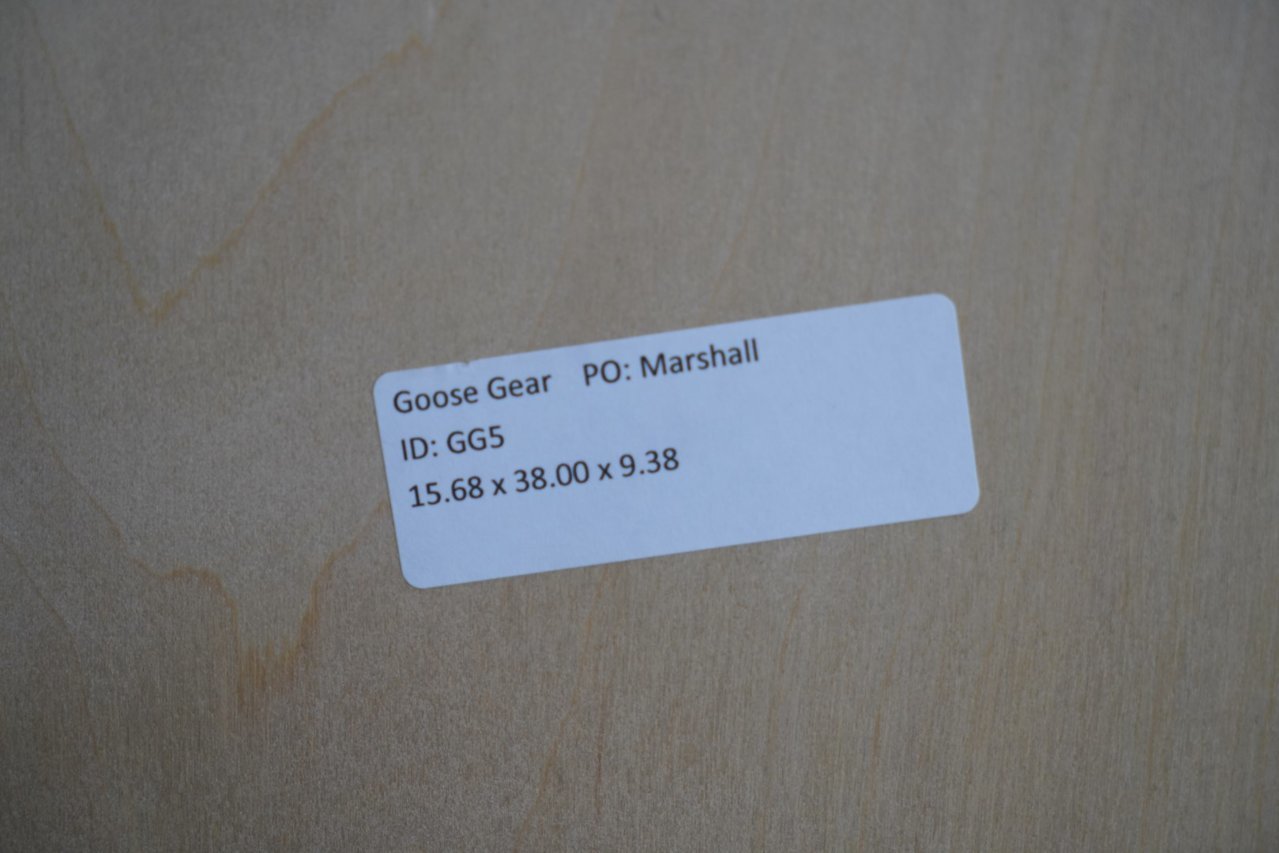 Goose Gear PO: Marshall
ID: GG5
15.68 x 38.00 x 9.38